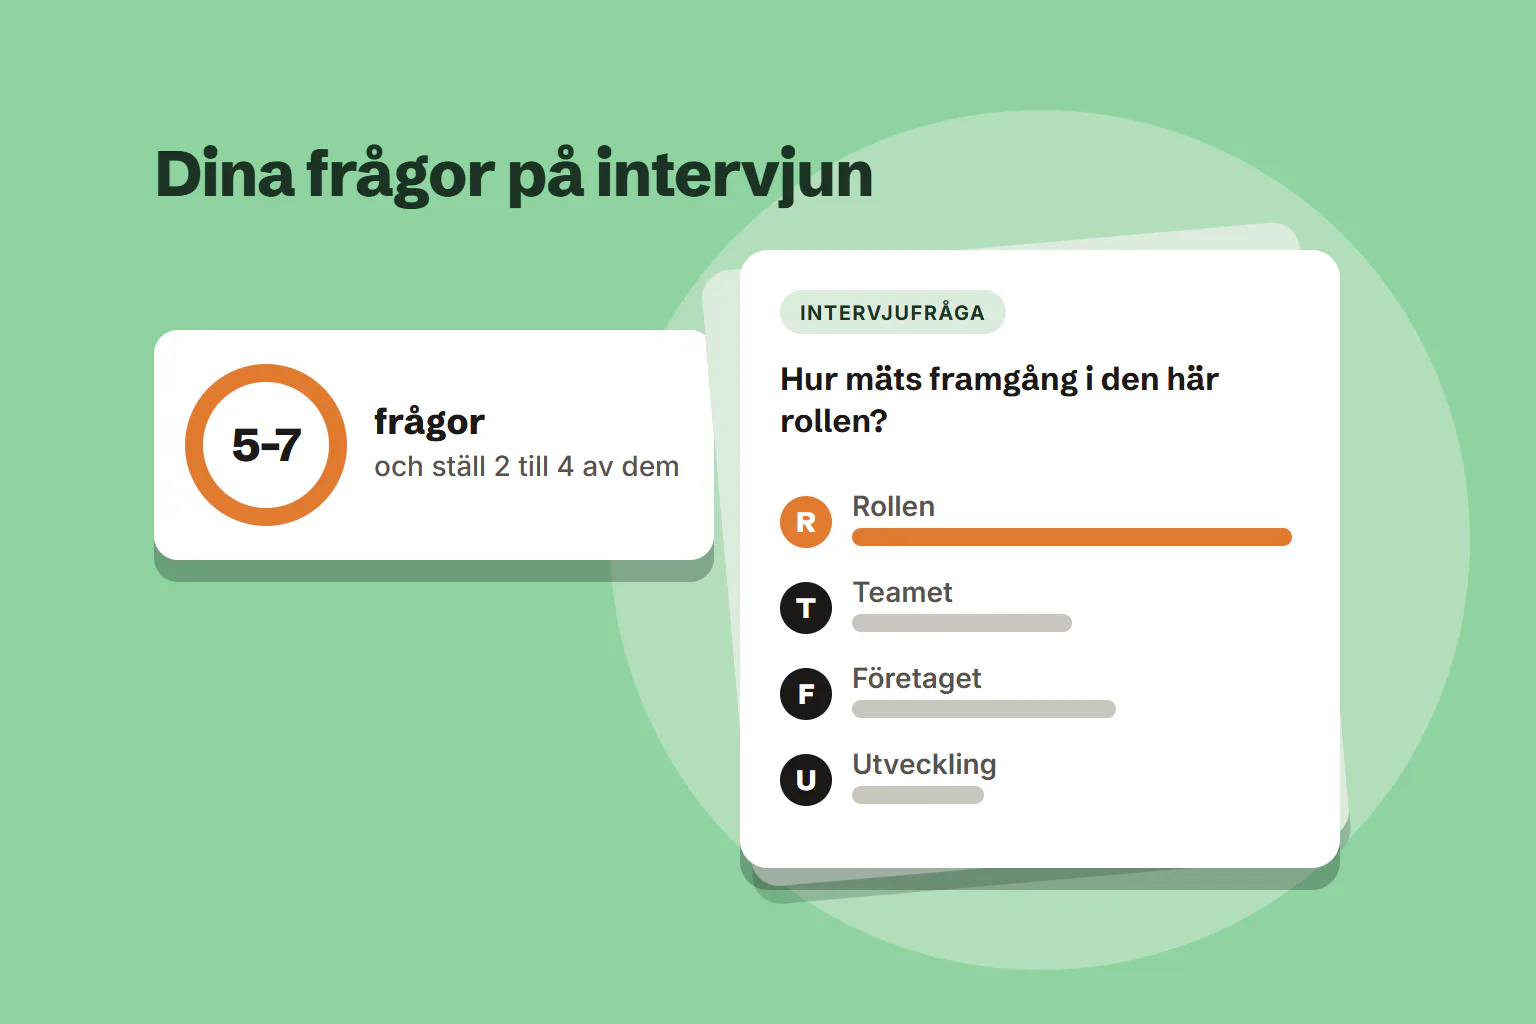 Dina frågor på intervjun
5-7
frågor
och ställ 2 till 4 av dem
INTERVJUFRÅGA
Hur mäts framgång i den här
rollen?
R
Rollen
T
Teamet
F
Företaget
U
Utveckling